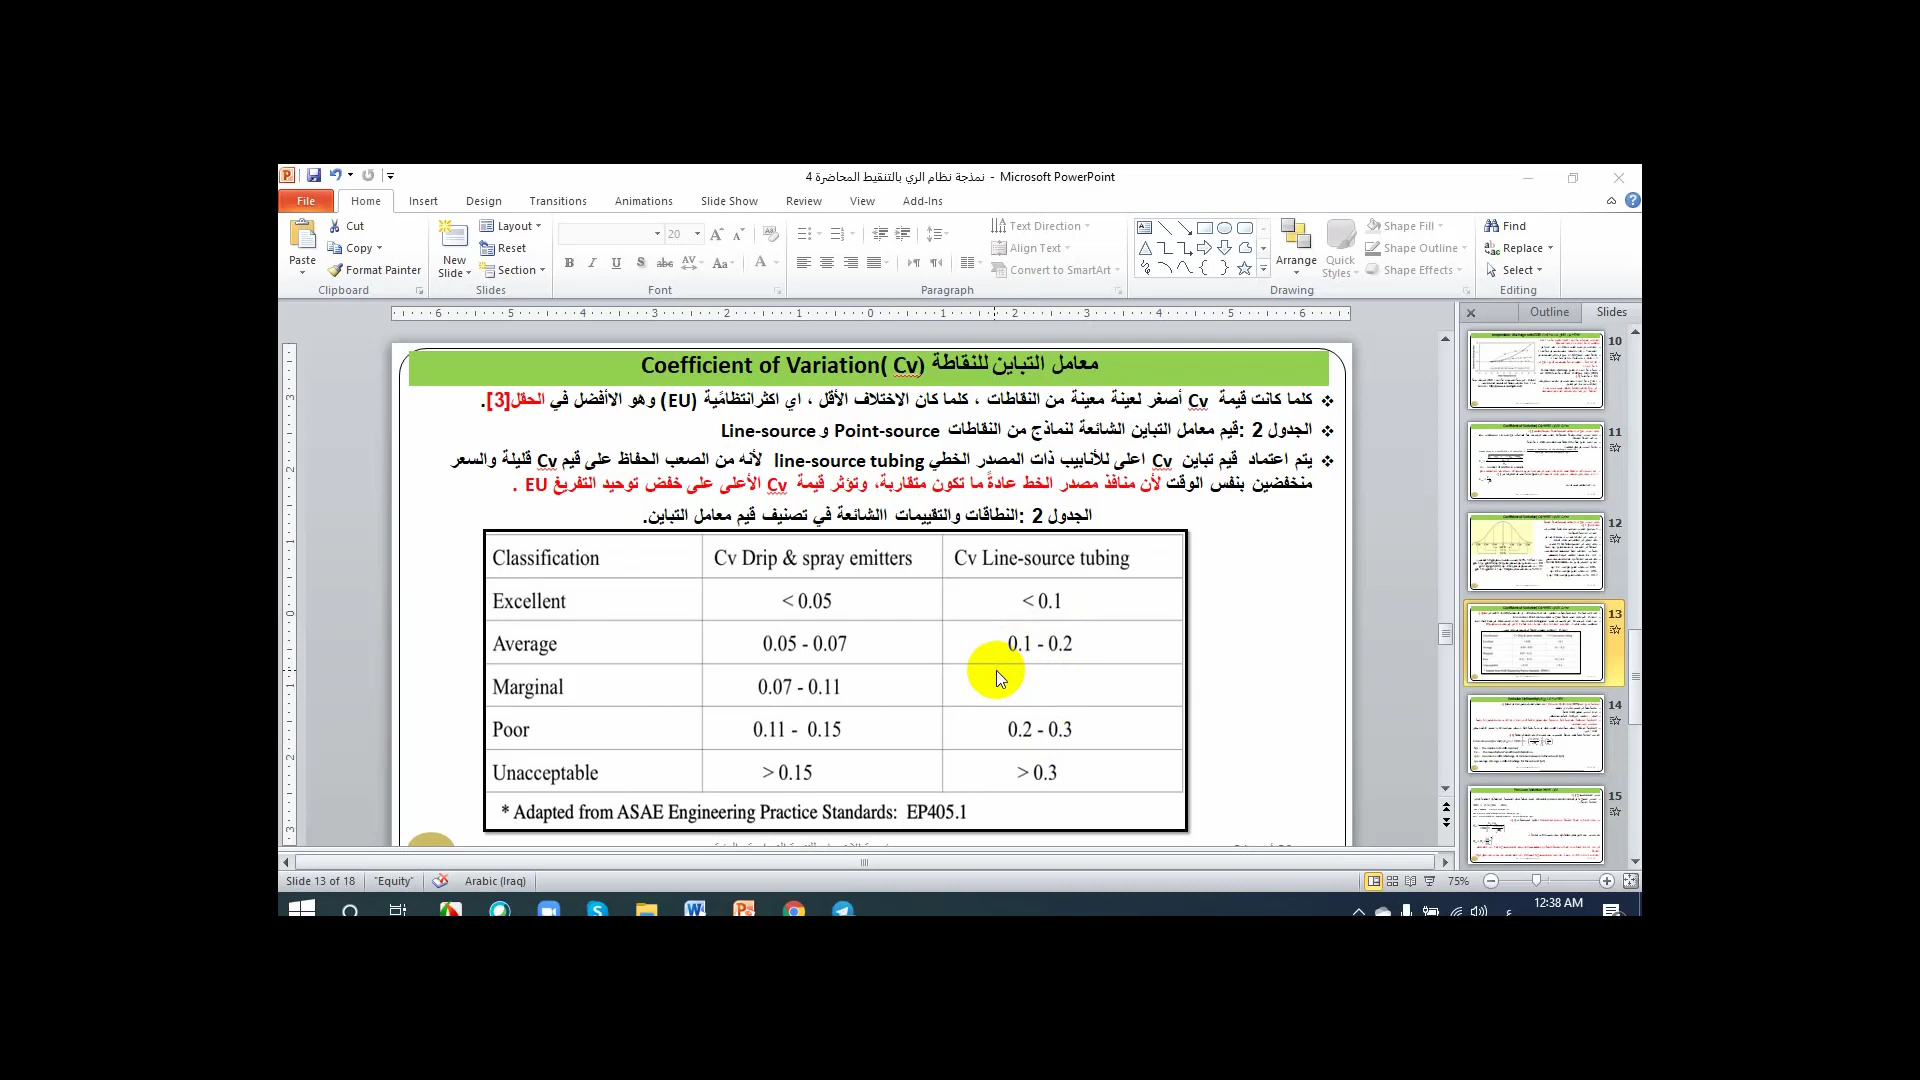 نمذجة نظام الري بالتنقيط المحاضرة 4 - Microsoft PowerPoint
File Home Insert Design Transitions Animations Slide Show Review View Add-Ins
Paste
Cut
Copy
Format Painter
Clipboard
New Slide
Layout
Reset
Section
Slides
20
Font
Text Direction
Align Text
Convert to SmartArt
Paragraph
Arrange
Quick Styles
Shape Fill
Shape Outline
Shape Effects
Drawing
Find
Replace
Select
Editing
Outline Slides
معامل التباين للنقاطة Coefficient of Variation( Cv)
كلما كانت قيمة Cv أصغر لعينة معينة من النقاطات ، كلما كان الاختلاف الأقل ، اي اكثرانتظامًية (EU) وهو الأفضل في الحقل[3].
الجدول 2 :قيم معامل التباين الشائعة لنماذج من النقاطات Point-source و Line-source
يتم اعتماد قيم تباين Cv اعلى للأنابيب ذات المصدر الخطي line-source tubing لأنه من الصعب الحفاظ على قيم Cv قليلة والسعر
منخفضين بنفس الوقت لأن منافذ مصدر الخط عادةً ما تكون متقاربة، وتؤثر قيمة Cv الأعلى على خفض توحيد التفريغ EU .
الجدول 2 :النطاقات والتقييمات االشائعة في تصنيف قيم معامل التباين.
Classification Cv Drip & spray emitters Cv Line-source tubing
Excellent < 0.05 < 0.1
Average 0.05 - 0.07 0.1 - 0.2
Marginal 0.07 - 0.11
Poor 0.11 - 0.15 0.2 - 0.3
Unacceptable > 0.15 > 0.3
* Adapted from ASAE Engineering Practice Standards: EP405.1
10
11
12
13
14
15
Slide 13 of 18 "Equity" Arabic (Iraq) 75%
12:38 AM